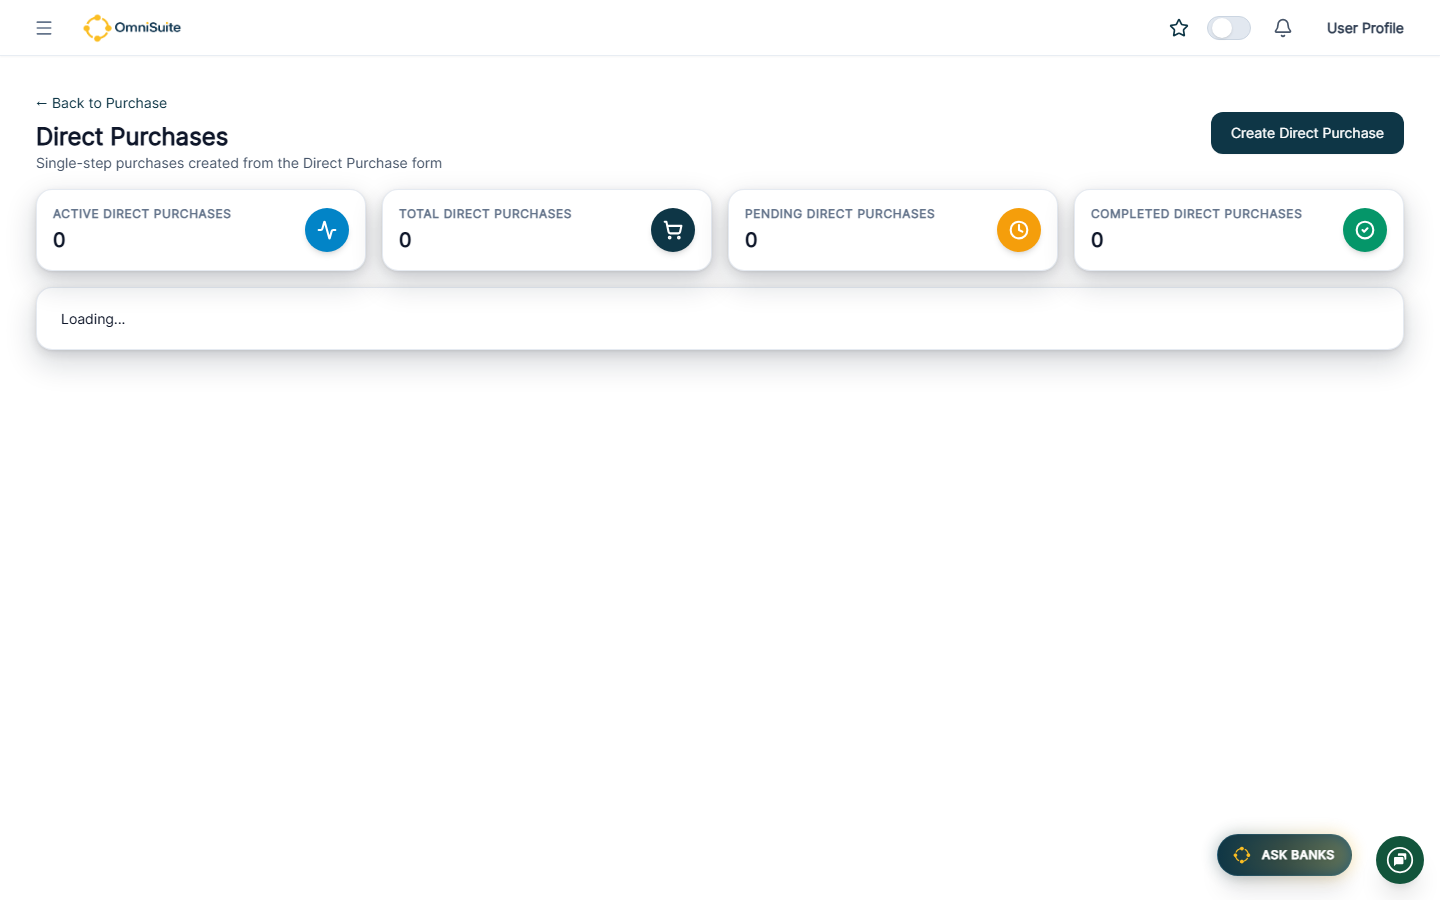 OmniSuite
User Profile
← Back to Purchase
Direct Purchases
Single-step purchases created from the Direct Purchase form
Create Direct Purchase
ACTIVE DIRECT PURCHASES
0
TOTAL DIRECT PURCHASES
0
PENDING DIRECT PURCHASES
0
COMPLETED DIRECT PURCHASES
0
Loading...
ASK BANKS